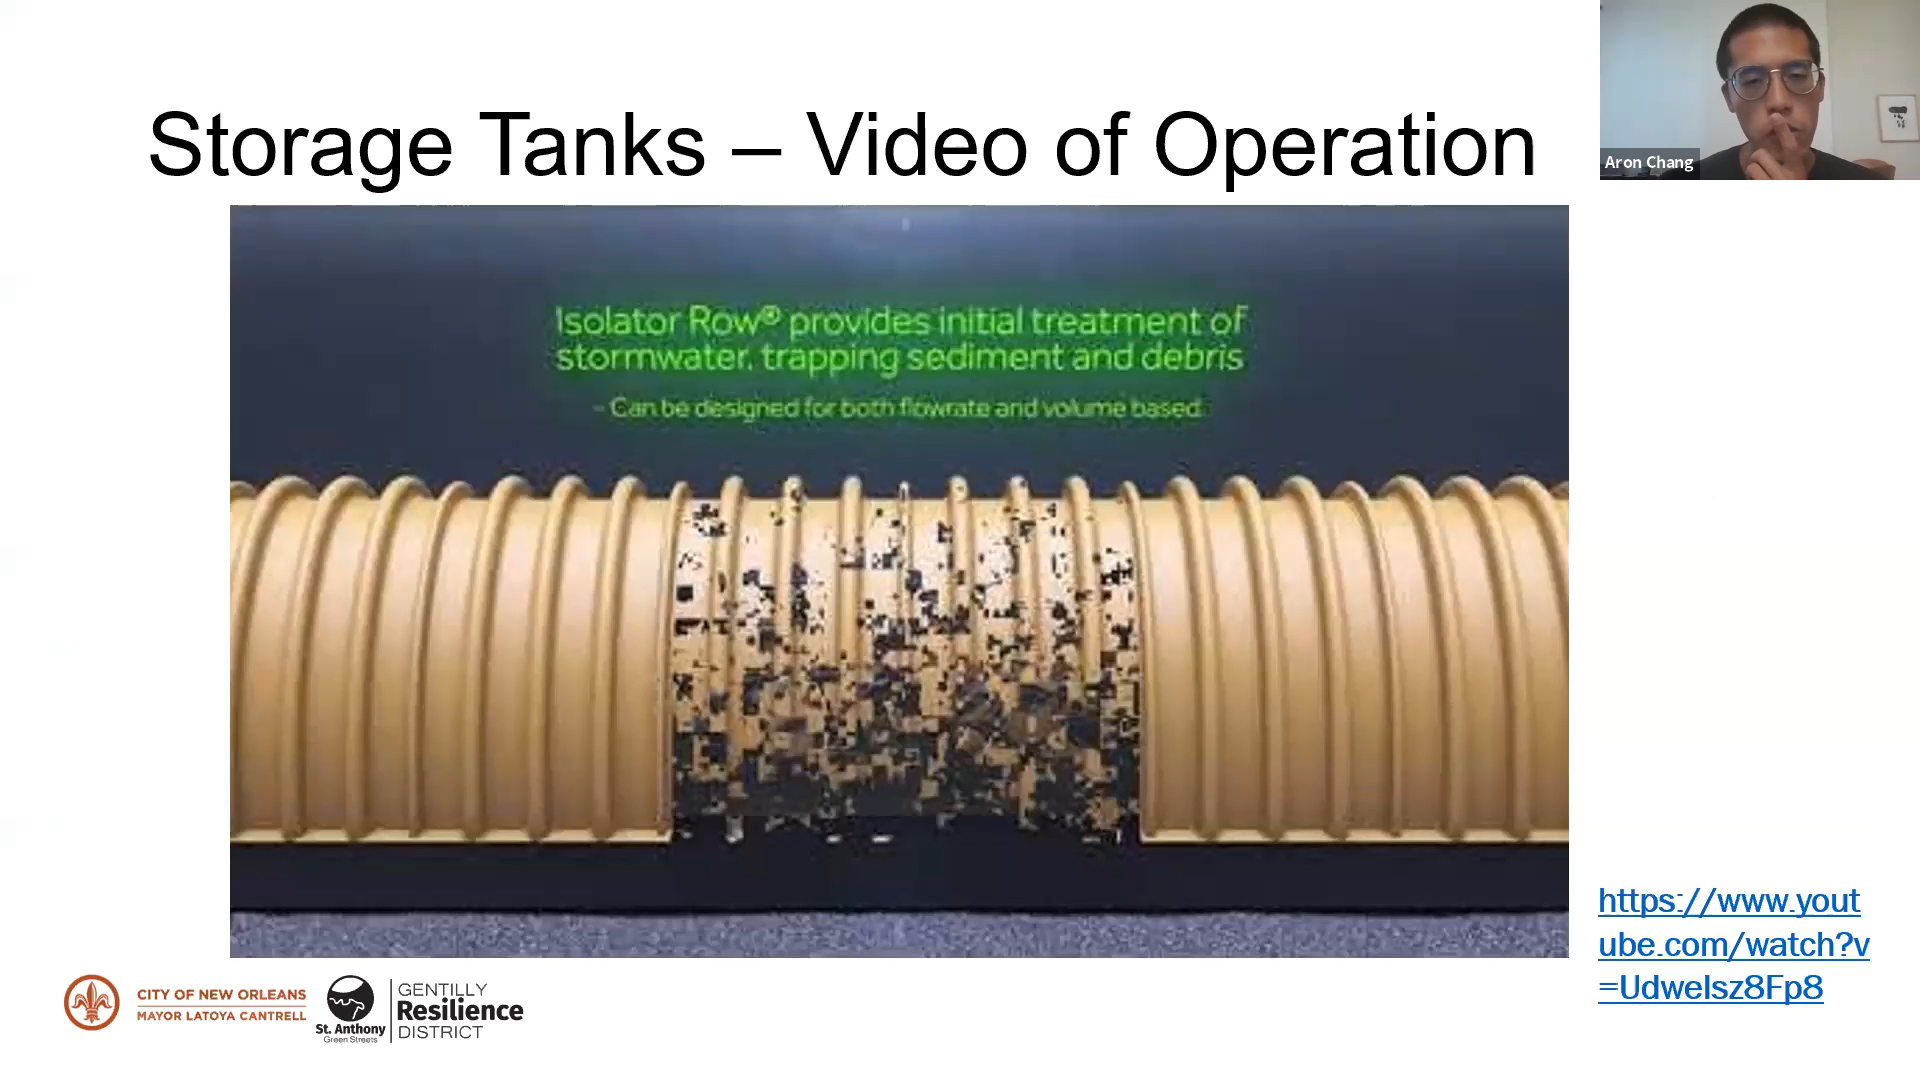 Storage Tanks – Video of Operation
Aron Chang
Isolator Row® provides initial treatment of
stormwater, trapping sediment and debris
- Can be designed for both flowrate and volume based
https://www.yout
ube.com/watch?v
=UdweIsz8Fp8
CITY OF NEW ORLEANS
MAYOR LATOYA CANTRELL
St. Anthony
Green Streets
GENTILLY
Resilience
DISTRICT